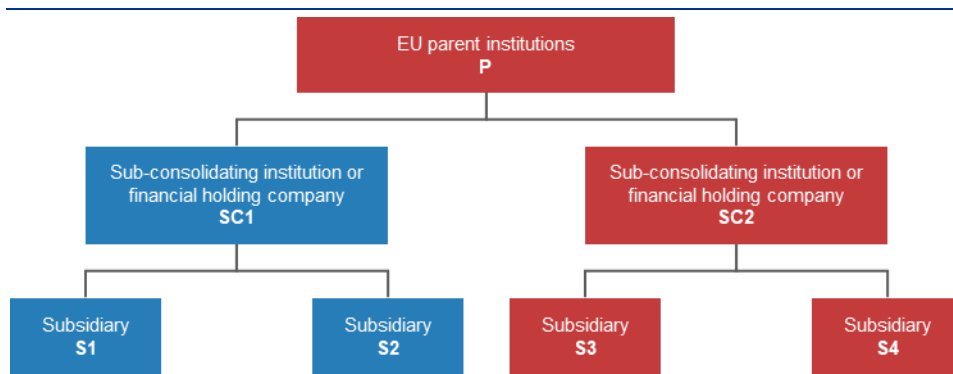 EU parent institutions
P
Sub-consolidating institution or
financial holding company
SC1
Sub-consolidating institution or
financial holding company
SC2
Subsidiary
S1
Subsidiary
S2
Subsidiary
S3
Subsidiary
S4